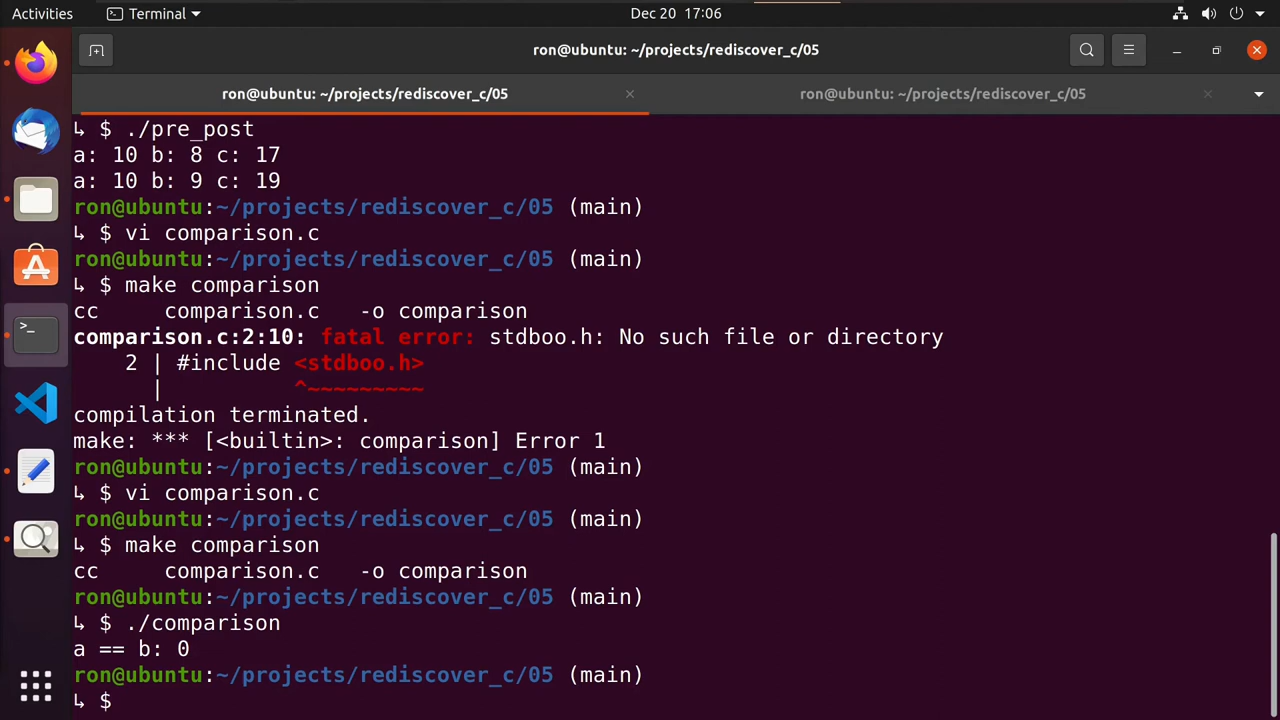 Activities Terminal Dec 20 17:06
ron@ubuntu: ~/projects/rediscover_c/05
ron@ubuntu: ~/projects/rediscover_c/05 ron@ubuntu: ~/projects/rediscover_c/05
↳ $ ./pre_post
a: 10 b: 8 c: 17
a: 10 b: 9 c: 19
ron@ubuntu:~/projects/rediscover_c/05 (main)
↳ $ vi comparison.c
ron@ubuntu:~/projects/rediscover_c/05 (main)
↳ $ make comparison
cc     comparison.c   -o comparison
comparison.c:2:10: fatal error: stdboo.h: No such file or directory
    2 | #include <stdboo.h>
      |          ^~~~~~~~~~
compilation terminated.
make: *** [<builtin>: comparison] Error 1
ron@ubuntu:~/projects/rediscover_c/05 (main)
↳ $ vi comparison.c
ron@ubuntu:~/projects/rediscover_c/05 (main)
↳ $ make comparison
cc     comparison.c   -o comparison
ron@ubuntu:~/projects/rediscover_c/05 (main)
↳ $ ./comparison
a == b: 0
ron@ubuntu:~/projects/rediscover_c/05 (main)
↳ $